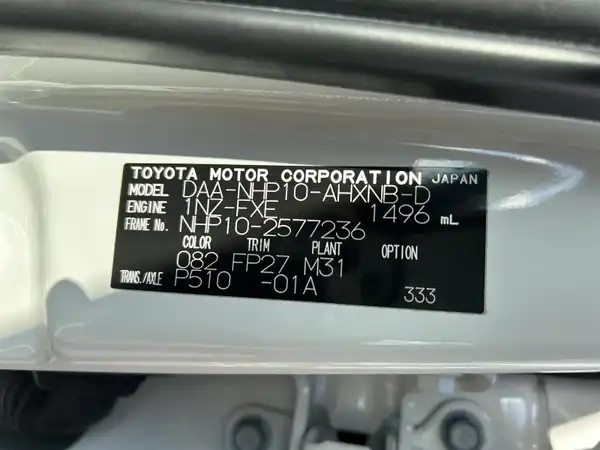 TOYOTA MOTOR CORPORATION JAPAN
MODEL DAA-NHP10-AHXNB-D
ENGINE 1NZ-FXE 1496 mL
FRAME No. NHP10-2577236
COLOR TRIM PLANT OPTION
082 FP27 M31
TRANS./AXLE P510 -01A 333